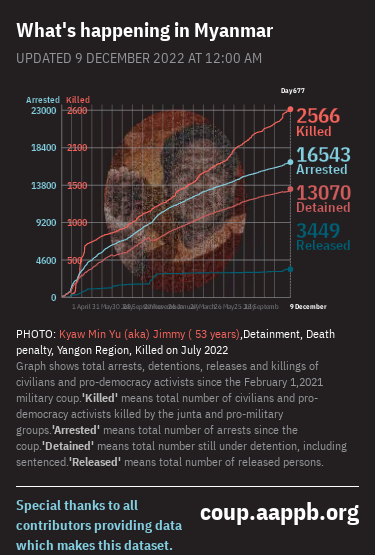 What's happening in Myanmar
UPDATED 9 DECEMBER 2022 AT 12:00 AM
Day677
Arrested Killed
23000 2600
18400 2100
13800 1500
9200 1000
4600 500
0
2566
Killed
16543
Arrested
13070
Detained
3449
Released
1 April 31 May30
9 December
PHOTO: Kyaw Min Yu (aka) Jimmy ( 53 years),Detainment, Death
penalty, Yangon Region, Killed on July 2022
Graph shows total arrests, detentions, releases and killings of
civilians and pro-democracy activists since the February 1,2021
military coup.'Killed' means total number of civilians and pro-
democracy activists killed by the junta and pro-military
groups.'Arrested' means total number of arrests since the
coup.'Detained' means total number still under detention, including
sentenced.'Released' means total number of released persons.
Special thanks to all
contributors providing data
which makes this dataset.
coup.aappb.org